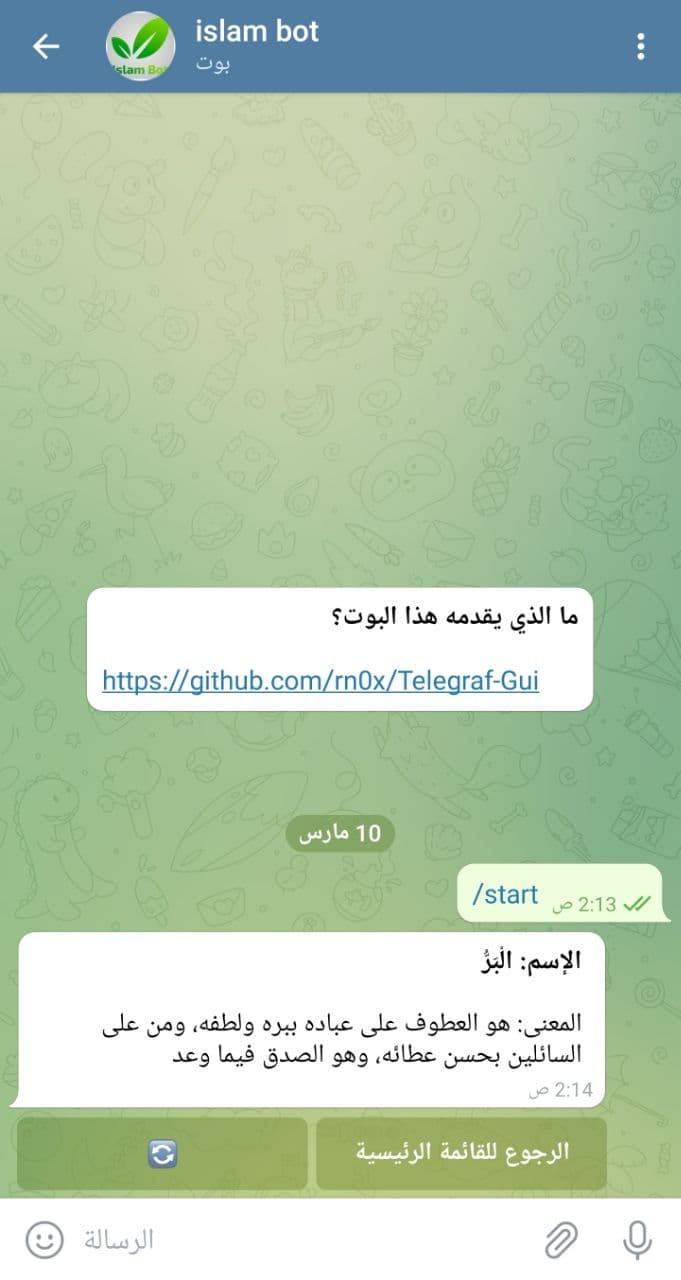 islam bot
بوت
Islam Bot
ما الذي يقدمه هذا البوت؟
https://github.com/rn0x/Telegraf-Gui
10 مارس
/start
2:13 ص
الإسم: الْبَرُّ
المعنى: هو العطوف على عباده ببره ولطفه، ومن على
السائلين بحسن عطائه، وهو الصدق فيما وعد
2:14 ص
الرجوع للقائمة الرئيسية
الرسالة